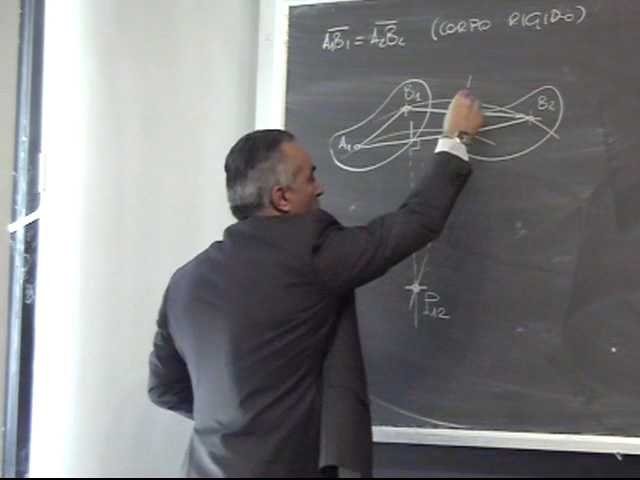 A₁B₁ = A₂B₂ (CORPO RIGIDO)
B₁ B₂
A₁
P₁₂